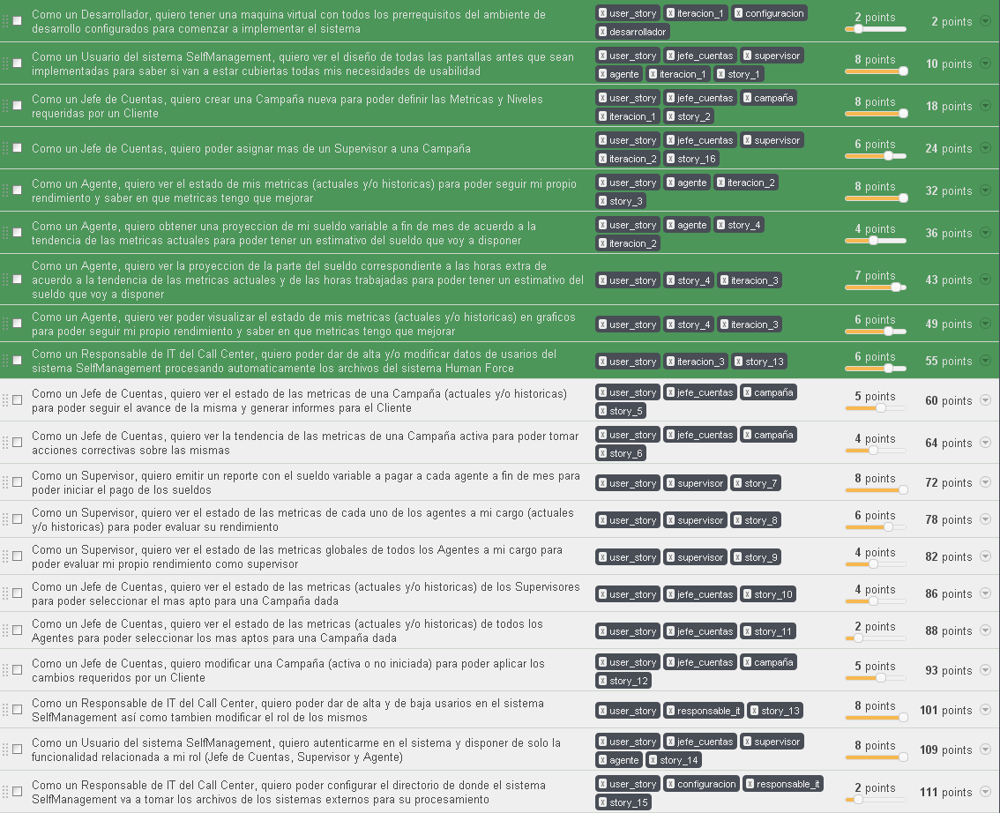 Como un Desarrollador, quiero tener una maquina virtual con todos los prerrequisitos del ambiente de
desarrollo configurados para comenzar a implementar el sistema
x user_story x iteracion_1 x configuracion
x desarrollador
2 points
2 points
Como un Usuario del sistema SelfManagement, quiero ver el diseño de todas las pantallas antes que sean
implementadas para saber si van a estar cubiertas todas mis necesidades de usabilidad
x user_story x jefe_cuentas x supervisor
x agente x iteracion_1 x story_1
8 points
10 points
Como un Jefe de Cuentas, quiero crear una Campaña nueva para poder definir las Metricas y Niveles
requeridas por un Cliente
x user_story x jefe_cuentas x campaña
x iteracion_1 x story_2
8 points
18 points
Como un Jefe de Cuentas, quiero poder asignar mas de un Supervisor a una Campaña
x user_story x jefe_cuentas x supervisor
x iteracion_2 x story_16
6 points
24 points
Como un Agente, quiero ver el estado de mis metricas (actuales y/o historicas) para poder seguir mi propio
rendimiento y saber en que metricas tengo que mejorar
x user_story x agente x iteracion_2
x story_3
8 points
32 points
Como un Agente, quiero obtener una proyeccion de mi sueldo variable a fin de mes de acuerdo a la
tendencia de las metricas actuales para poder tener un estimativo del sueldo que voy a disponer
x user_story x agente x story_4
x iteracion_2
4 points
36 points
Como un Agente, quiero ver la proyeccion de la parte del sueldo correspondiente a las horas extra de
acuerdo a la tendencia de las metricas actuales y de las horas trabajadas para poder tener un estimativo del
sueldo que voy a disponer
x user_story x story_4 x iteracion_3
7 points
43 points
Como un Agente, quiero ver poder visualizar el estado de mis metricas (actuales y/o historicas) en graficos
para poder seguir mi propio rendimiento y saber en que metricas tengo que mejorar
x user_story x story_4 x iteracion_3
6 points
49 points
Como un Responsable de IT del Call Center, quiero poder dar de alta y/o modificar datos de usarios del
sistema SelfManagement procesando automaticamente los archivos del sistema Human Force
x user_story x iteracion_3 x story_13
6 points
55 points
Como un Jefe de Cuentas, quiero ver el estado de las metricas de una Campaña (actuales y/o historicas)
para poder seguir el avance de la misma y generar informes para el Cliente
x user_story x jefe_cuentas x campaña
x story_5
5 points
60 points
Como un Jefe de Cuentas, quiero ver la tendencia de las metricas de una Campaña activa para poder tomar
acciones correctivas sobre las mismas
x user_story x jefe_cuentas x campaña
x story_6
4 points
64 points
Como un Supervisor, quiero emitir un reporte con el sueldo variable a pagar a cada agente a fin de mes para
poder iniciar el pago de los sueldos
x user_story x supervisor x story_7
8 points
72 points
Como un Supervisor, quiero ver el estado de las metricas de cada uno de los agentes a mi cargo (actuales
y/o historicas) para poder evaluar su rendimiento
x user_story x supervisor x story_8
6 points
78 points
Como un Supervisor, quiero ver el estado de las metricas globales de todos los Agentes a mi cargo para
poder evaluar mi propio rendimiento como supervisor
x user_story x supervisor x story_9
4 points
82 points
Como un Jefe de Cuentas, quiero ver el estado de las metricas (actuales y/o historicas) de los Supervisores
para poder seleccionar el mas apto para una Campaña dada
x user_story x jefe_cuentas x story_10
4 points
86 points
Como un Jefe de Cuentas, quiero ver el estado de las metricas (actuales y/o historicas) de todos los
Agentes para poder seleccionar los mas aptos para una Campaña dada
x user_story x jefe_cuentas x story_11
2 points
88 points
Como un Jefe de Cuentas, quiero modificar una Campaña (activa o no iniciada) para poder aplicar los
cambios requeridos por un Cliente
x user_story x jefe_cuentas x campaña
x story_12
5 points
93 points
Como un Responsable de IT del Call Center, quiero poder dar de alta y de baja usarios en el sistema
SelfManagement así como tambien modificar el rol de los mismos
x user_story x responsable_it x story_13
8 points
101 points
Como un Usuario del sistema SelfManagement, quiero autenticarme en el sistema y disponer de solo la
funcionalidad relacionada a mi rol (Jefe de Cuentas, Supervisor y Agente)
x user_story x jefe_cuentas x supervisor
x agente x story_14
8 points
109 points
Como un Responsable de IT del Call Center, quiero poder configurar el directorio de donde el sistema
SelfManagement va a tomar los archivos de los sistemas externos para su procesamiento
x user_story x configuracion x responsable_it
x story_15
2 points
111 points